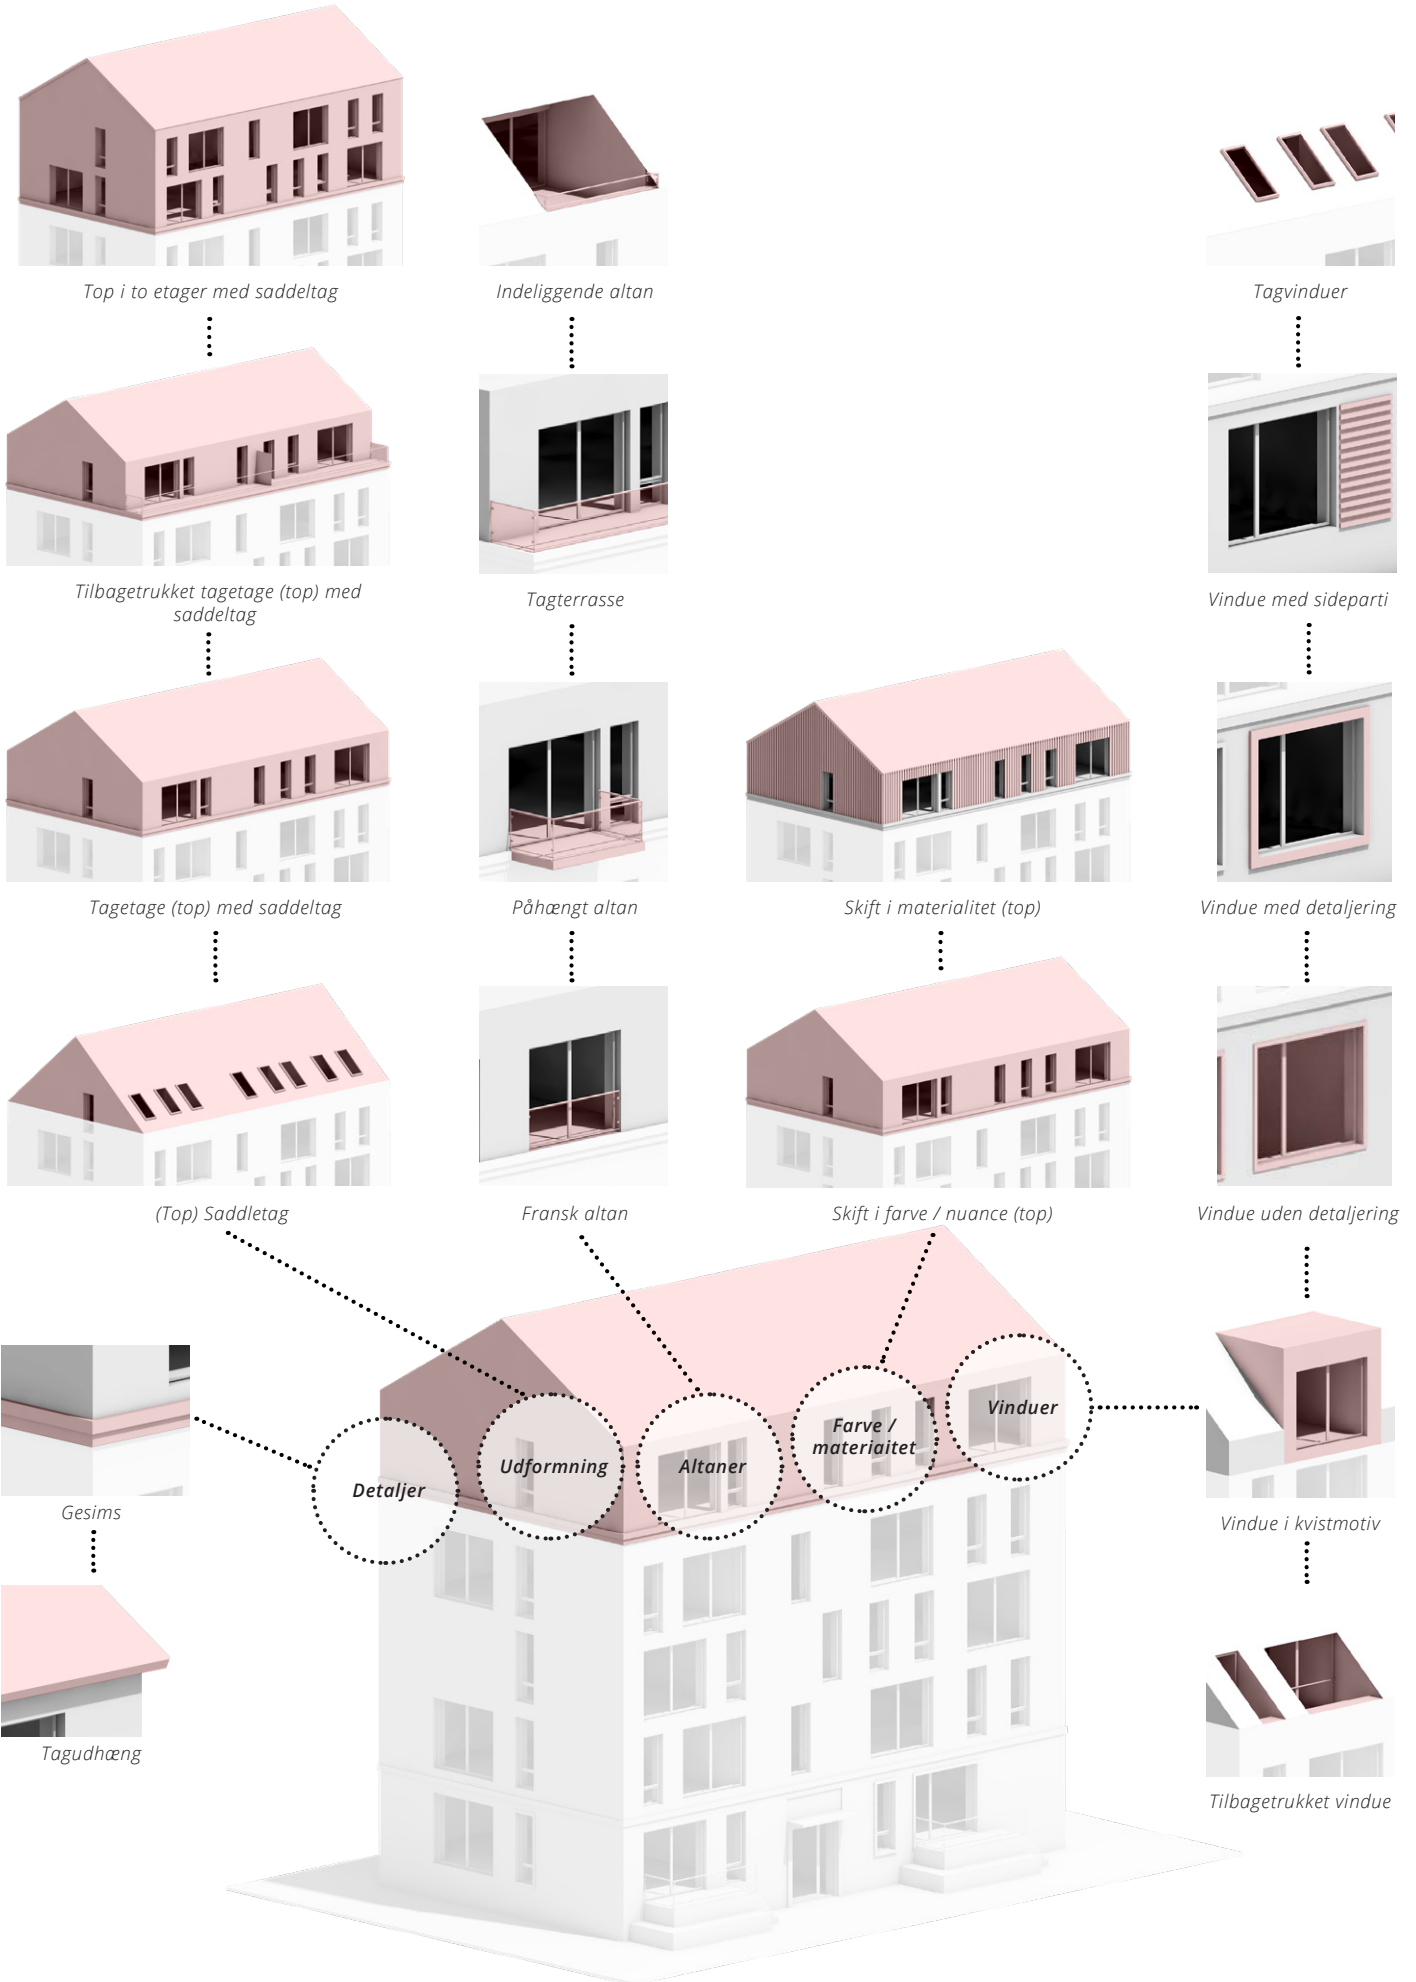 Top i to etager med saddeltag
Indeliggende altan
Tagvinduer
Tilbagetrukket tagetage (top) med
saddeltag
Tagterrasse
Vindue med sideparti
Tagetage (top) med saddeltag
Påhængt altan
Skift i materialitet (top)
Vindue med detaljering
(Top) Saddletag
Fransk altan
Skift i farve / nuance (top)
Vindue uden detaljering
Gesims
Detaljer
Udformning
Altaner
Farve /
materiaitet
Vinduer
Vindue i kvistmotiv
Tagudhæng
Tilbagetrukket vindue